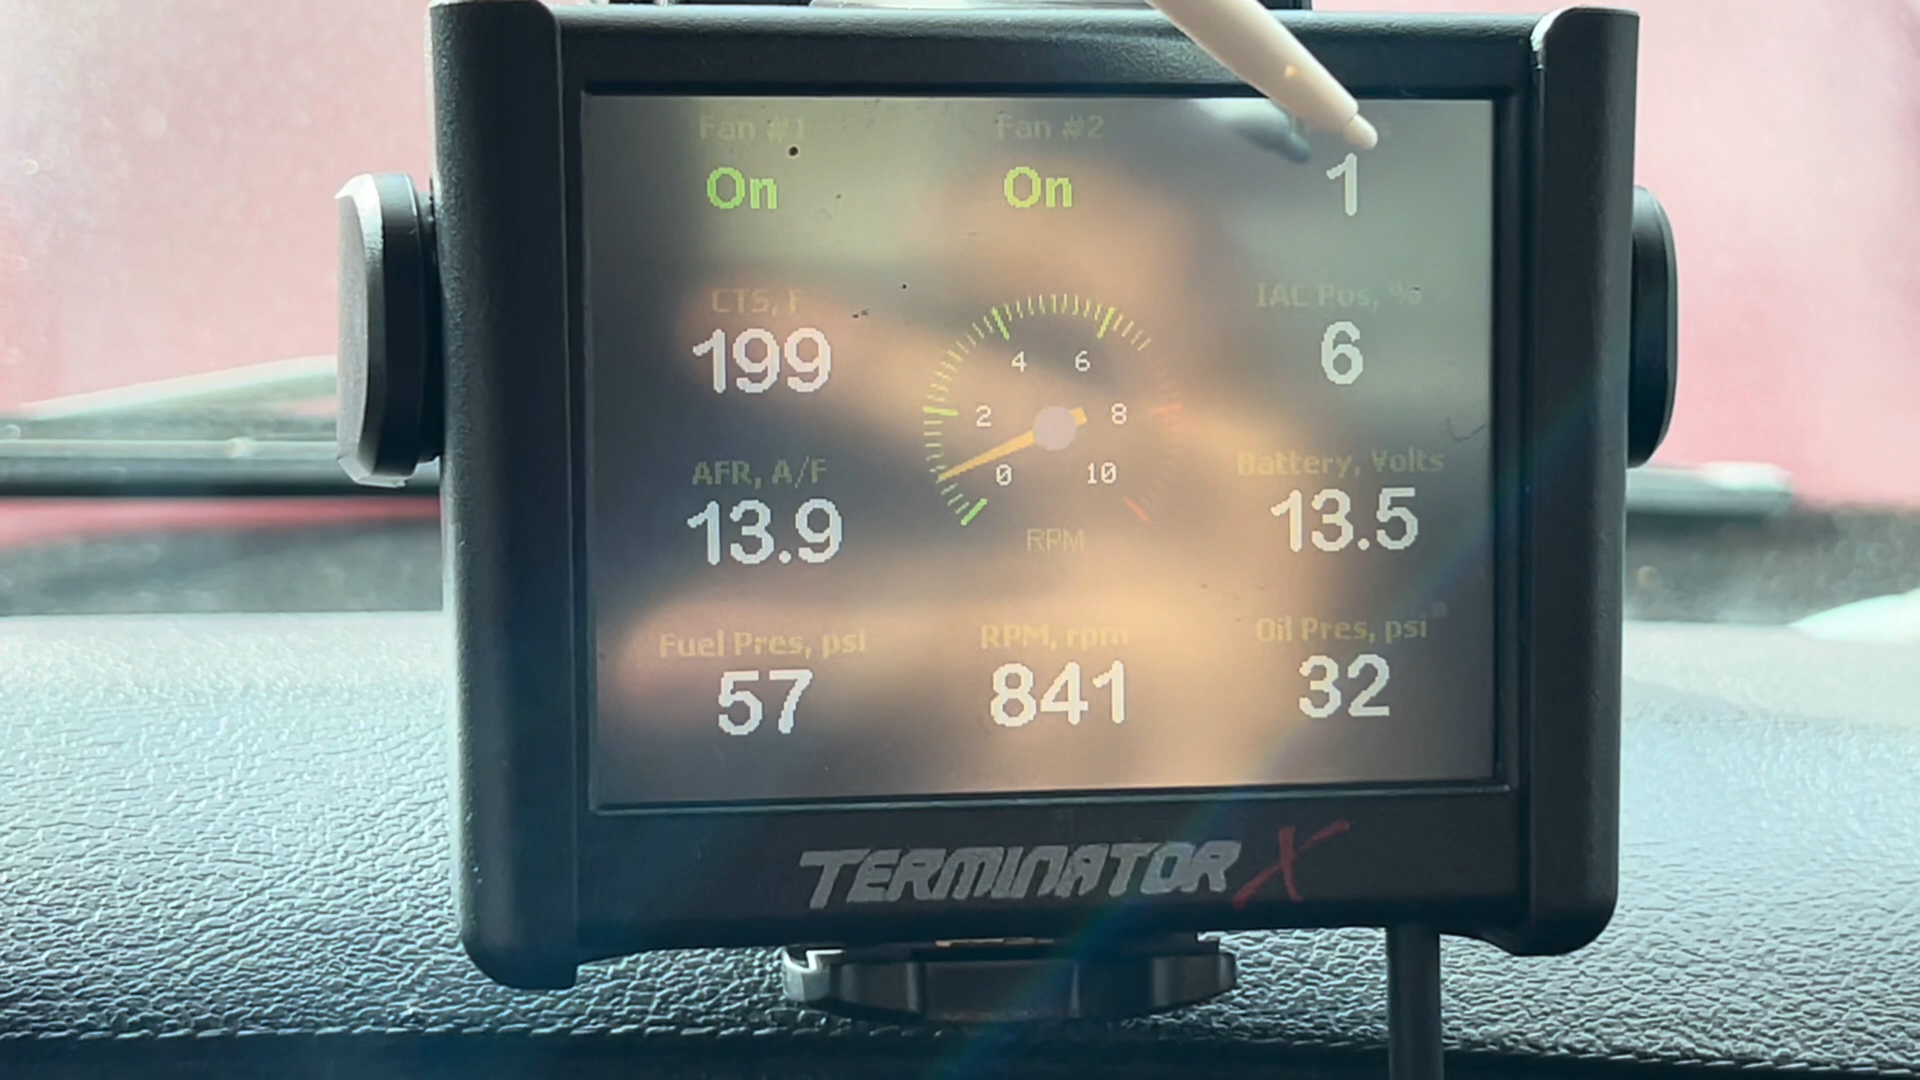 Fan #1
Fan #2
On
On
1
CTS, F
IAC Pos, %
199
6
4
6
2
8
0
10
RPM
AFR, A/F
Battery, Volts
13.9
13.5
Fuel Pres, psi
RPM, rpm
Oil Pres, psi
57
841
32
TERMINATOR X